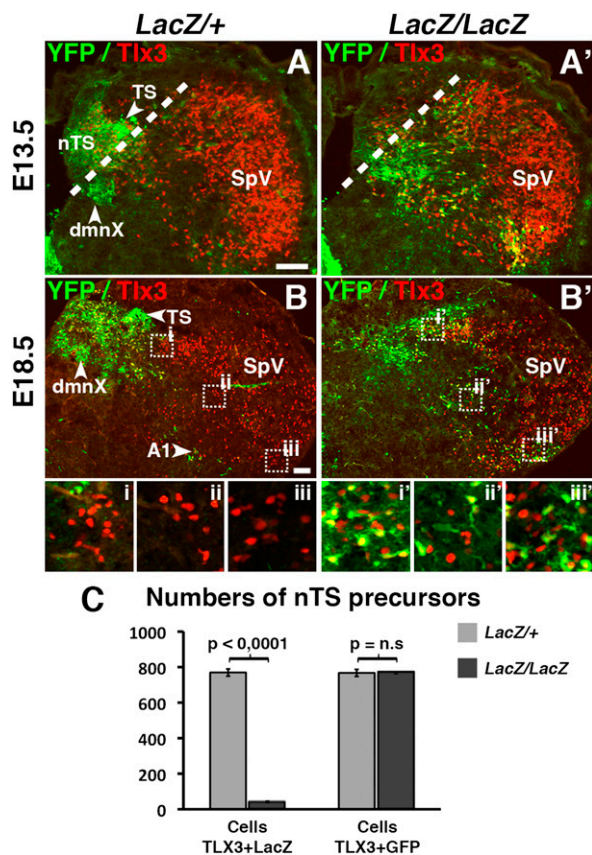 LacZ/+ LacZ/LacZ
E13.5
YFP / Tlx3 A
TS
nTS
SpV
dmnX
YFP / Tlx3 A'
SpV
E18.5
YFP / Tlx3 B
TS
i
SpV
dmnX
ii
A1
iii
YFP / Tlx3 B'
i'
SpV
ii'
iii'
i ii iii i' ii' iii'
C Numbers of nTS precursors
1000
800
600
400
200
0
p < 0,0001 p = n.s
LacZ/+
LacZ/LacZ
Cells Cells
TLX3+LacZ TLX3+GFP